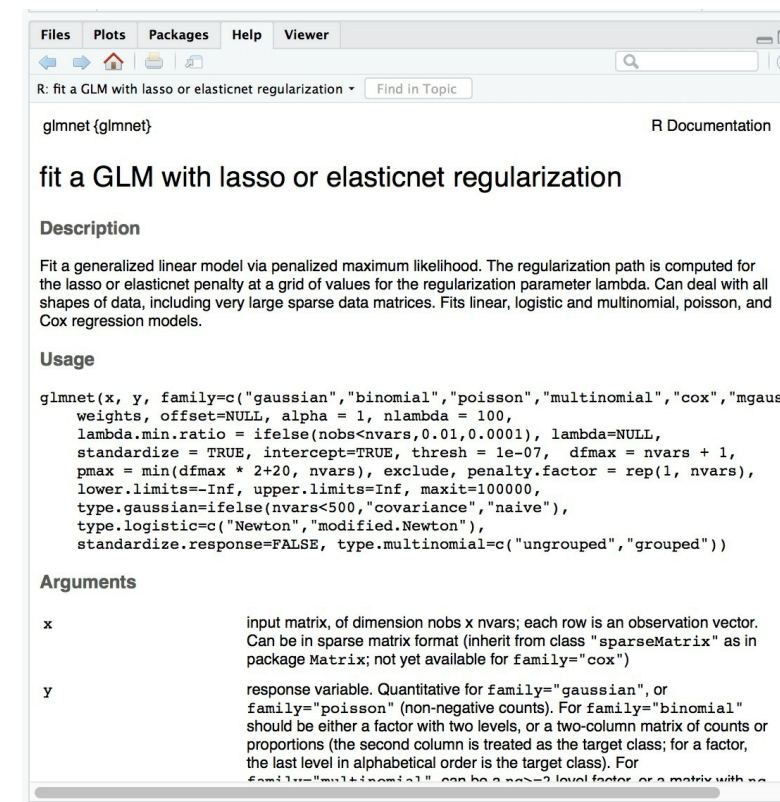 Files Plots Packages Help Viewer
R: fit a GLM with lasso or elasticnet regularization Find in Topic
glmnet {glmnet} R Documentation
fit a GLM with lasso or elasticnet regularization
Description
Fit a generalized linear model via penalized maximum likelihood. The regularization path is computed for
the lasso or elasticnet penalty at a grid of values for the regularization parameter lambda. Can deal with all
shapes of data, including very large sparse data matrices. Fits linear, logistic and multinomial, poisson, and
Cox regression models.
Usage
glmnet(x, y, family=c("gaussian","binomial","poisson","multinomial","cox","mgaus
weights, offset=NULL, alpha = 1, nlambda = 100,
lambda.min.ratio = ifelse(nobs<nvars,0.01,0.0001), lambda=NULL,
standardize = TRUE, intercept=TRUE, thresh = 1e-07, dfmax = nvars + 1,
pmax = min(dfmax * 2+20, nvars), exclude, penalty.factor = rep(1, nvars),
lower.limits=-Inf, upper.limits=Inf, maxit=100000,
type.gaussian=ifelse(nvars<500,"covariance","naive"),
type.logistic=c("Newton","modified.Newton"),
standardize.response=FALSE, type.multinomial=c("ungrouped","grouped"))
Arguments
x input matrix, of dimension nobs x nvars; each row is an observation vector.
Can be in sparse matrix format (inherit from class "sparseMatrix" as in
package Matrix; not yet available for family="cox")
y response variable. Quantitative for family="gaussian", or
family="poisson" (non-negative counts). For family="binomial"
should be either a factor with two levels, or a two-column matrix of counts or
proportions (the second column is treated as the target class; for a factor,
the last level in alphabetical order is the target class). For
family="multinomial", can be a nc>=2 level factor, or a matrix with nc